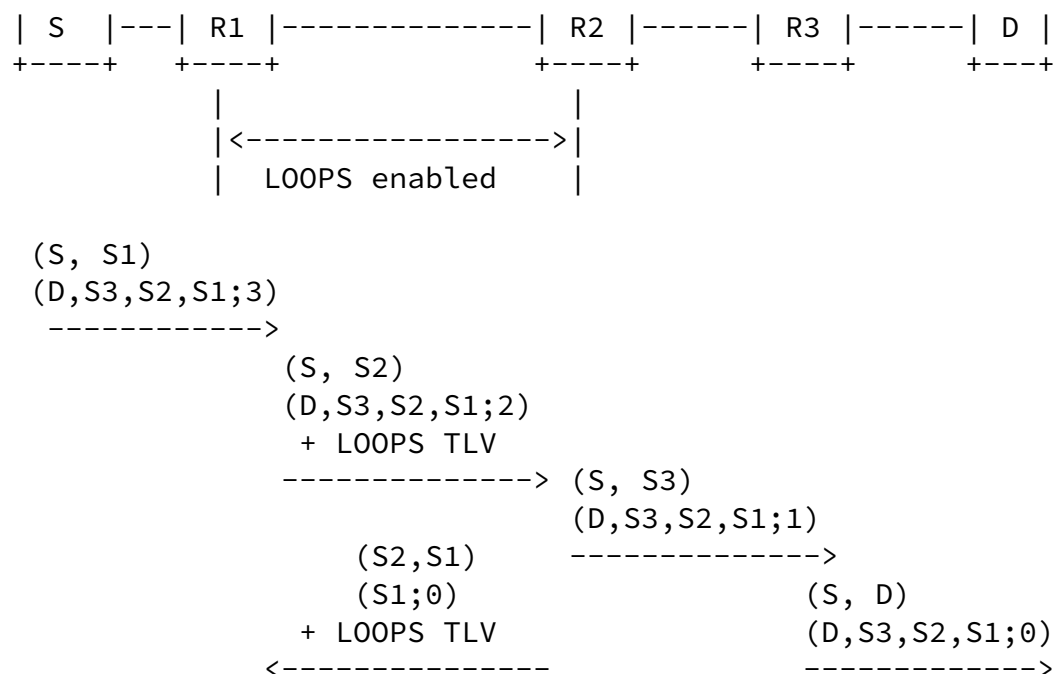 | S |---| R1 |--------------| R2 |------| R3 |------| D |
+----+ +----+ +----+ +----+ +---+
| |
|<----------------->|
| LOOPS enabled |
(S, S1)
(D,S3,S2,S1;3)
------------>
(S, S2)
(D,S3,S2,S1;2)
+ LOOPS TLV
--------------> (S, S3)
(D,S3,S2,S1;1)
(S2,S1) -------------->
(S1;0) (S, D)
+ LOOPS TLV (D,S3,S2,S1;0)
<--------------- ------------->